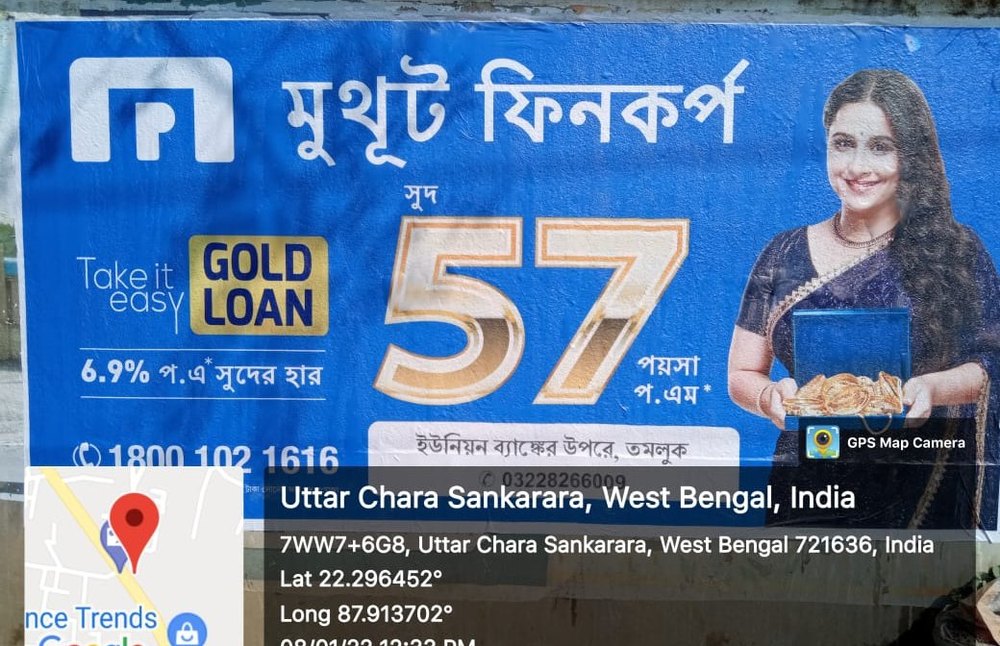 মুথূট ফিনকর্প
সুদ
57
পয়সা
প.এম*
Take it
easy
GOLD
LOAN
6.9% প.এ* সুদের হার
1800 102 1616
ইউনিয়ন ব্যাঙ্কের উপরে, তমলুক
03228266009
GPS Map Camera
Uttar Chara Sankarara, West Bengal, India
7WW7+6G8, Uttar Chara Sankarara, West Bengal 721636, India
Lat 22.296452°
Long 87.913702°
nce Trends
Google